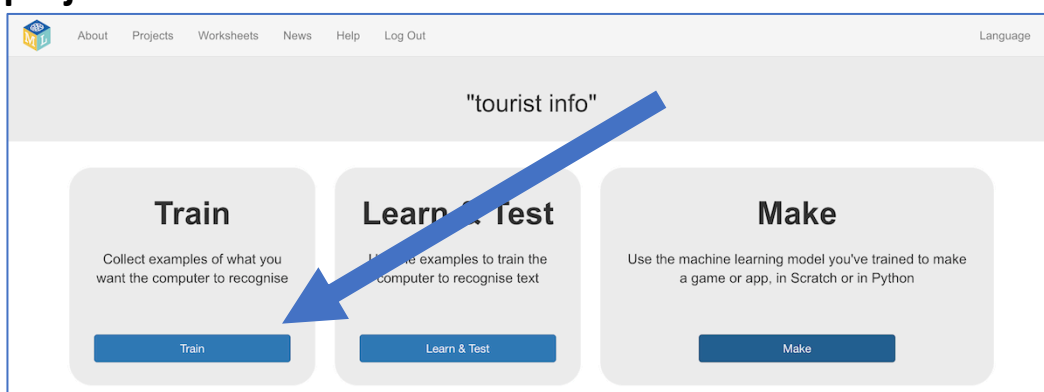 About Projects Worksheets News Help Log Out Language
"tourist info"
Train
Collect examples of what you
want the computer to recognise
Train
Learn & Test
examples to train the
computer to recognise text
Learn & Test
Make
Use the machine learning model you've trained to make
a game or app, in Scratch or in Python
Make